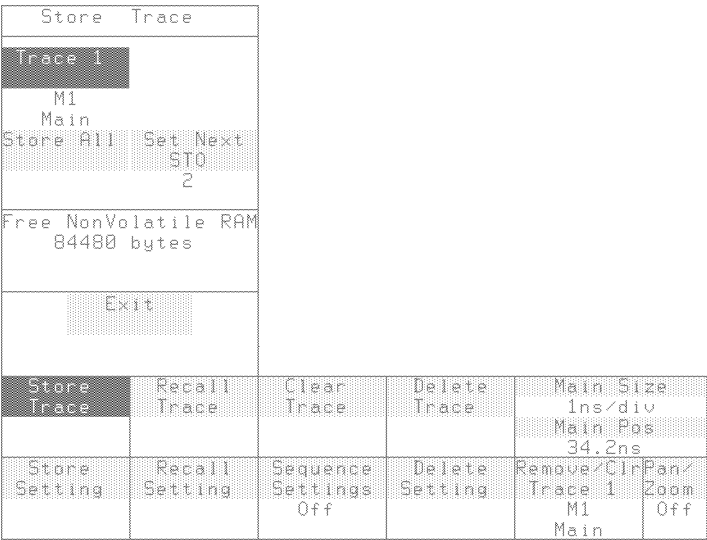 Store Trace
Trace 1
M1
Main
Store All Set Next
STO
2
Free NonVolatile RAM
84480 bytes
Exit
Store Recall Clear Delete Main Size
Trace Trace Trace Trace 1ns/div
Main Pos
34.2ns
Store Recall Sequence Delete Remove/Clr Pan/
Setting Setting Settings Setting Trace 1 Zoom
Off M1 Off
Main